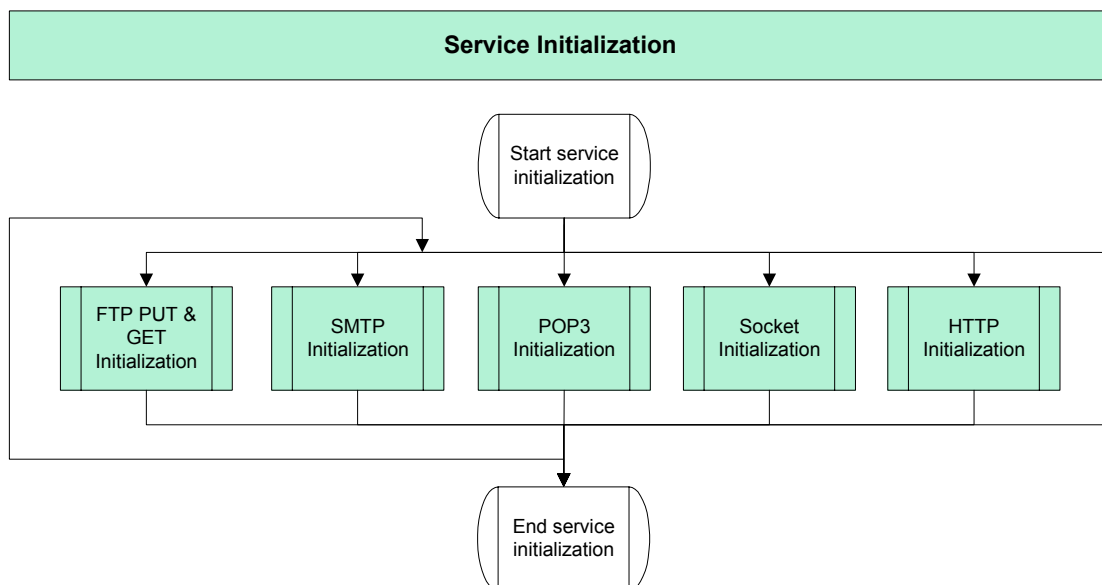 Service Initialization
Start service
initialization
FTP PUT &
GET
Initialization
SMTP
Initialization
POP3
Initialization
Socket
Initialization
HTTP
Initialization
End service
initialization